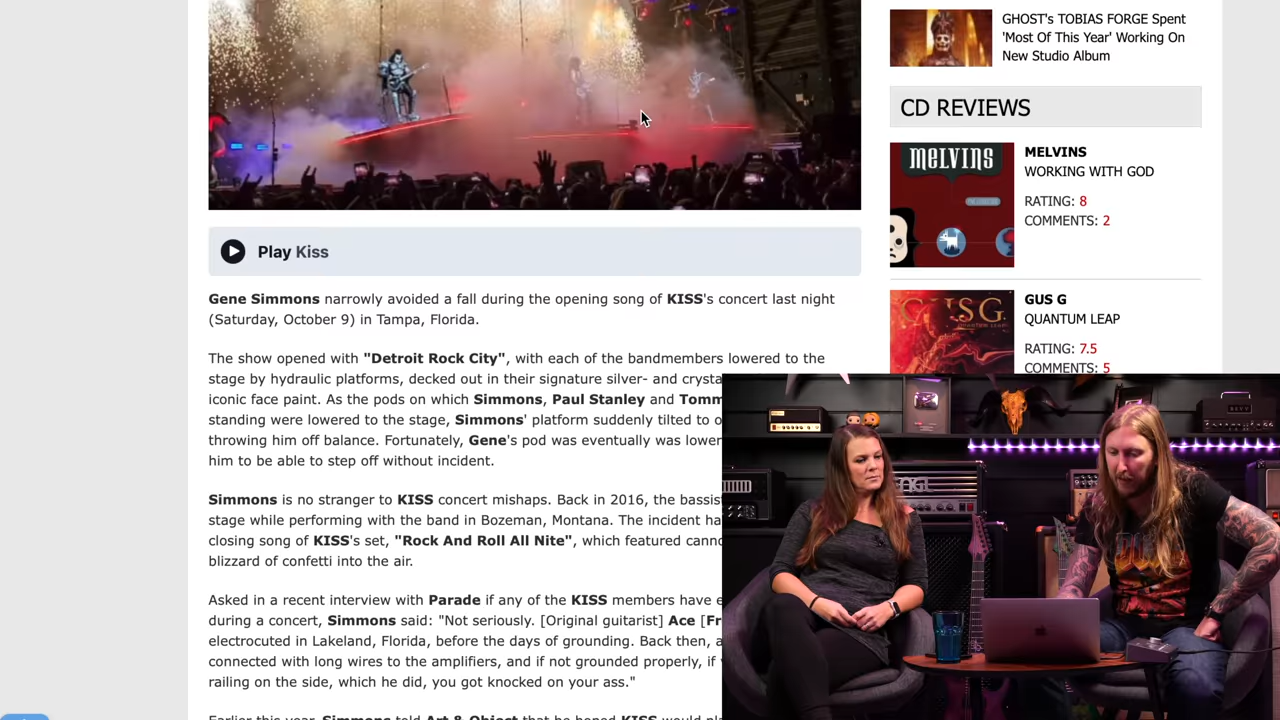 GHOST's TOBIAS FORGE Spent
'Most Of This Year' Working On
New Studio Album
CD REVIEWS
MELVINS
MELVINS
WORKING WITH GOD
RATING: 8
COMMENTS: 2
GUS G
GUS G
QUANTUM LEAP
RATING: 7.5
COMMENTS: 5
Play Kiss
Gene Simmons narrowly avoided a fall during the opening song of KISS's concert last night
(Saturday, October 9) in Tampa, Florida.
The show opened with "Detroit Rock City", with each of the bandmembers lowered to the
stage by hydraulic platforms, decked out in their signature silver- and crysta
iconic face paint. As the pods on which Simmons, Paul Stanley and Tomm
standing were lowered to the stage, Simmons' platform suddenly tilted to o
throwing him off balance. Fortunately, Gene's pod was eventually was lower
him to be able to step off without incident.
Simmons is no stranger to KISS concert mishaps. Back in 2016, the bassis
stage while performing with the band in Bozeman, Montana. The incident ha
closing song of KISS's set, "Rock And Roll All Nite", which featured canno
blizzard of confetti into the air.
Asked in a recent interview with Parade if any of the KISS members have e
during a concert, Simmons said: "Not seriously. [Original guitarist] Ace [Fr
electrocuted in Lakeland, Florida, before the days of grounding. Back then, a
connected with long wires to the amplifiers, and if not grounded properly, if
railing on the side, which he did, you got knocked on your ass."
Earlier this year, Simmons told Art & Object that he hoped KISS would pla